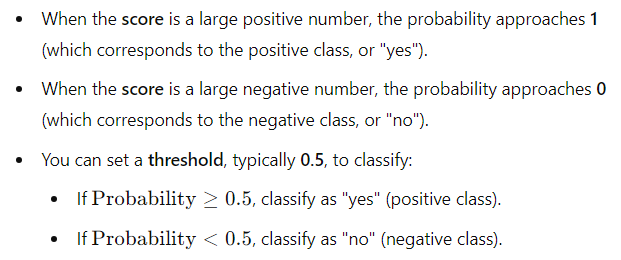 • When the score is a large positive number, the probability approaches 1
(which corresponds to the positive class, or "yes").
• When the score is a large negative number, the probability approaches 0
(which corresponds to the negative class, or "no").
• You can set a threshold, typically 0.5, to classify:
• If Probability ≥ 0.5, classify as "yes" (positive class).
• If Probability < 0.5, classify as "no" (negative class).